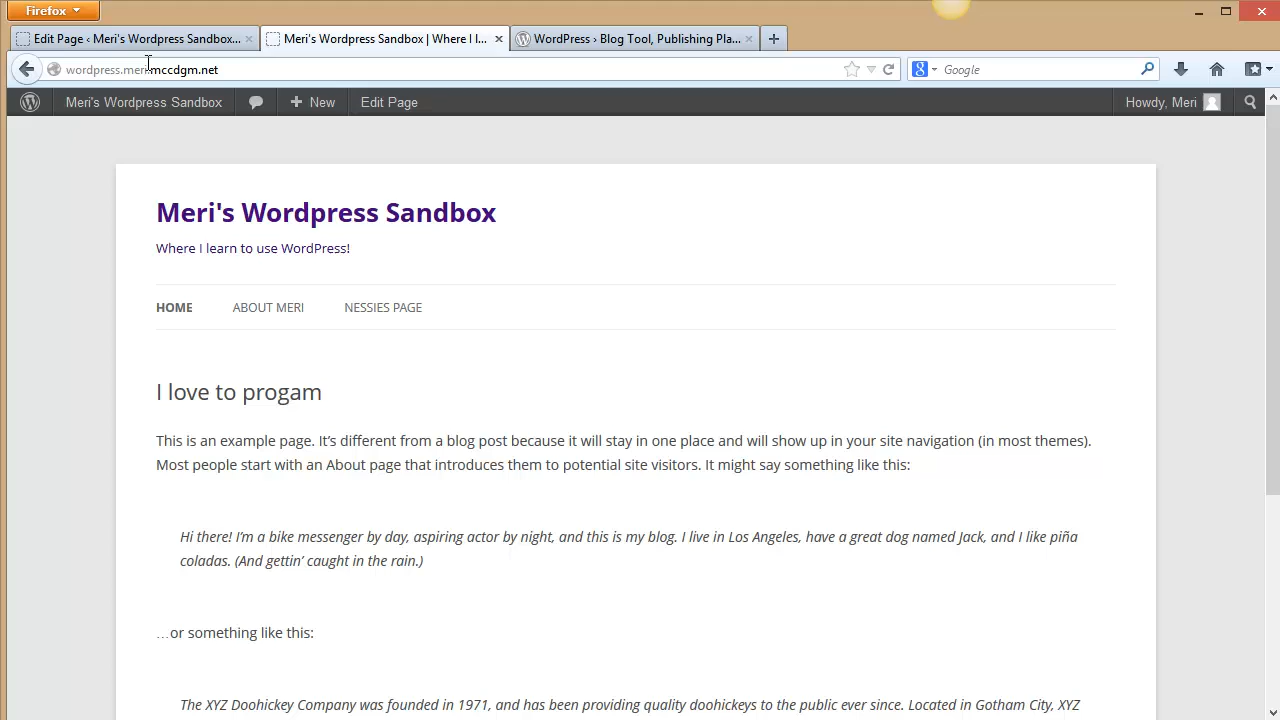 Firefox
Edit Page ‹ Meri's Wordpress Sandbox...
Meri's Wordpress Sandbox | Where I l...
WordPress › Blog Tool, Publishing Pla...
wordpress.meri.mccdgm.net
Google
Meri's Wordpress Sandbox
New
Edit Page
Howdy, Meri
Meri's Wordpress Sandbox
Where I learn to use WordPress!
HOME
ABOUT MERI
NESSIES PAGE
I love to progam
This is an example page. It’s different from a blog post because it will stay in one place and will show up in your site navigation (in most themes).
Most people start with an About page that introduces them to potential site visitors. It might say something like this:
Hi there! I’m a bike messenger by day, aspiring actor by night, and this is my blog. I live in Los Angeles, have a great dog named Jack, and I like piña
coladas. (And gettin’ caught in the rain.)
…or something like this:
The XYZ Doohickey Company was founded in 1971, and has been providing quality doohickeys to the public ever since. Located in Gotham City, XYZ